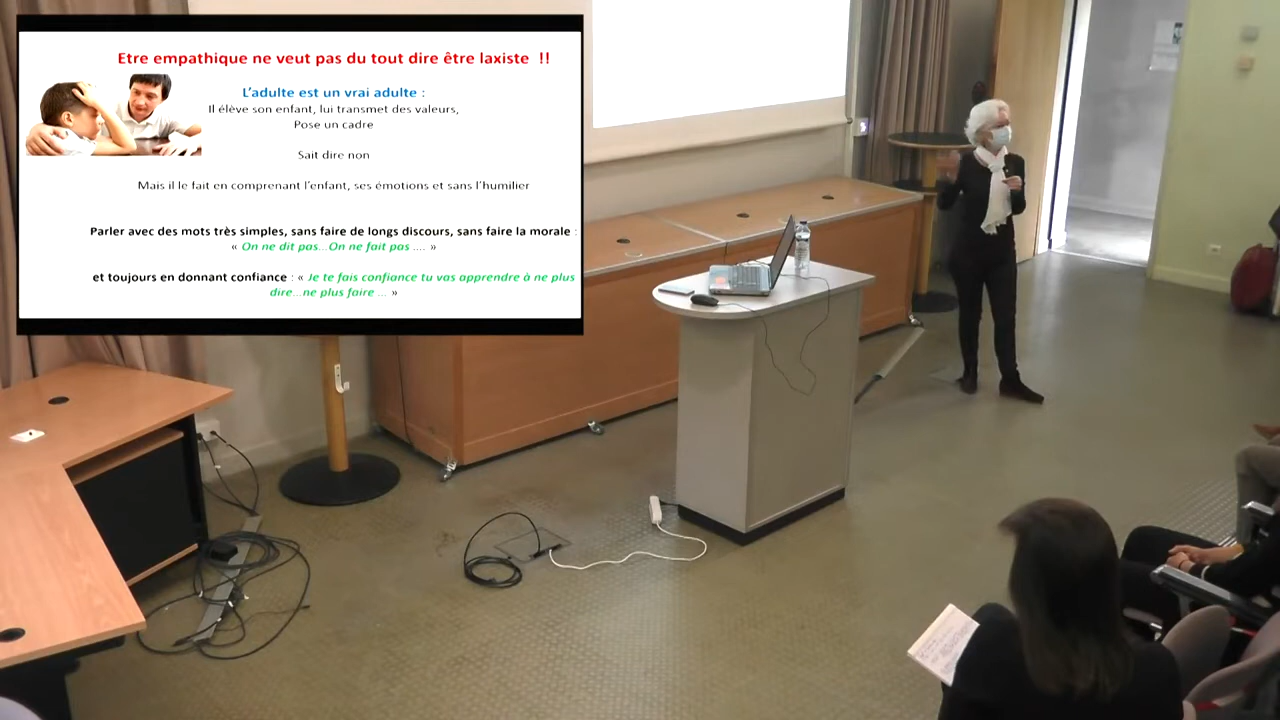 Etre empathique ne veut pas du tout dire être laxiste !!
L’adulte est un vrai adulte :
Il élève son enfant, lui transmet des valeurs,
Pose un cadre
Sait dire non
Mais il le fait en comprenant l’enfant, ses émotions et sans l’humilier
Parler avec des mots très simples, sans faire de longs discours, sans faire la morale :
« On ne dit pas...On ne fait pas .... »
et toujours en donnant confiance : « Je te fais confiance tu vas apprendre à ne plus
dire...ne plus faire ... »